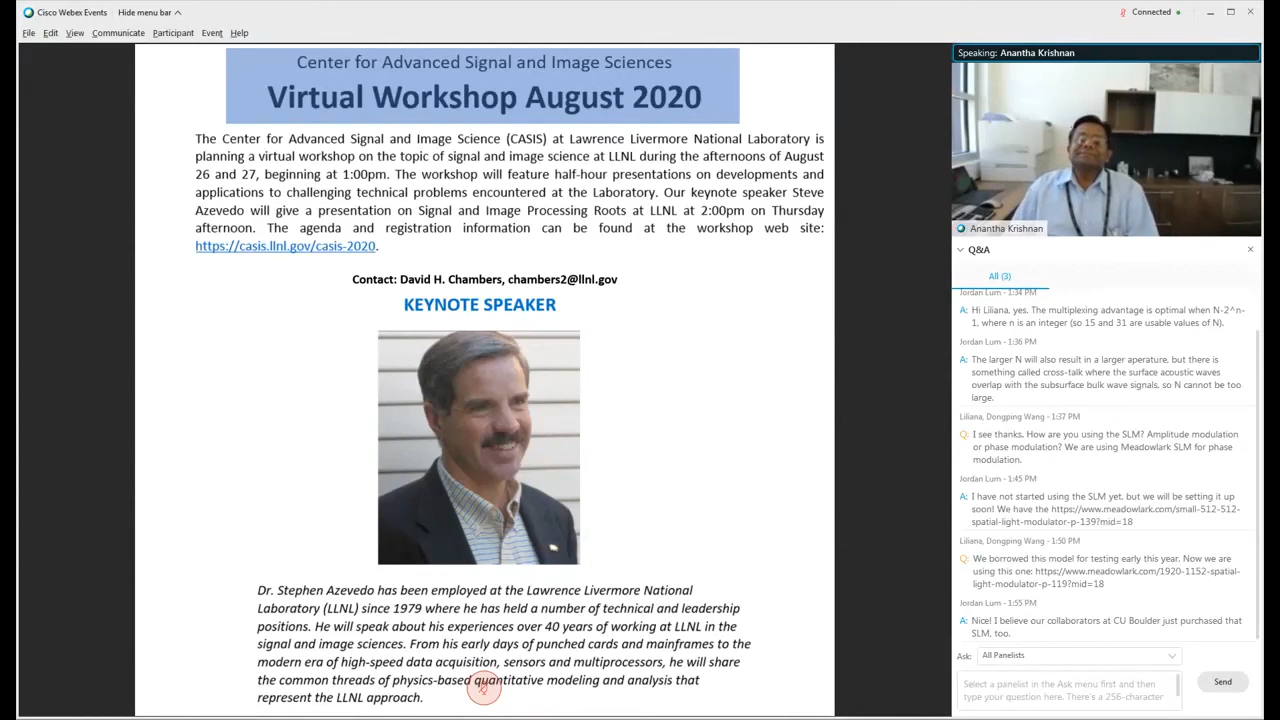 Cisco Webex Events
Hide menu bar
Connected
File Edit View Communicate Participant Event Help
Center for Advanced Signal and Image Sciences
Virtual Workshop August 2020
The Center for Advanced Signal and Image Science (CASIS) at Lawrence Livermore National Laboratory is
planning a virtual workshop on the topic of signal and image science at LLNL during the afternoons of August
26 and 27, beginning at 1:00pm. The workshop will feature half-hour presentations on developments and
applications to challenging technical problems encountered at the Laboratory. Our keynote speaker Steve
Azevedo will give a presentation on Signal and Image Processing Roots at LLNL at 2:00pm on Thursday
afternoon. The agenda and registration information can be found at the workshop web site:
https://casis.llnl.gov/casis-2020.
Contact: David H. Chambers, chambers2@llnl.gov
KEYNOTE SPEAKER
Dr. Stephen Azevedo has been employed at the Lawrence Livermore National
Laboratory (LLNL) since 1979 where he has held a number of technical and leadership
positions. He will speak about his experiences over 40 years of working at LLNL in the
signal and image sciences. From his early days of punched cards and mainframes to the
modern era of high-speed data acquisition, sensors and multiprocessors, he will share
the common threads of physics-based quantitative modeling and analysis that
represent the LLNL approach.
Speaking: Anantha Krishnan
Anantha Krishnan
Q&A
All (3)
Jordan Lum - 1:34 PM
A: Hi Liliana, yes. The multiplexing advantage is optimal when N-2^n-
1, where n is an integer (so 15 and 31 are usable values of N).
Jordan Lum - 1:36 PM
A: The larger N will also result in a larger aperature, but there is
something called cross-talk where the surface acoustic waves
overlap with the subsurface bulk wave signals, so N cannot be too
large.
Liliana, Dongping Wang - 1:37 PM
Q: I see thanks. How are you using the SLM? Amplitude modulation
or phase modulation? We are using Meadowlark SLM for phase
modulation.
Jordan Lum - 1:45 PM
A: I have not started using the SLM yet, but we will be setting it up
soon! We have the https://www.meadowlark.com/small-512-512-
spatial-light-modulator-p-139?mid=18
Liliana, Dongping Wang - 1:50 PM
Q: We borrowed this model for testing early this year. Now we are
using this one: https://www.meadowlark.com/1920-1152-spatial-
light-modulator-p-119?mid=18
Jordan Lum - 1:55 PM
A: Nice! I believe our collaborators at CU Boulder just purchased that
SLM, too.
Ask: All Panelists
Select a panelist in the Ask menu first and then
type your question here. There's a 256-character
Send